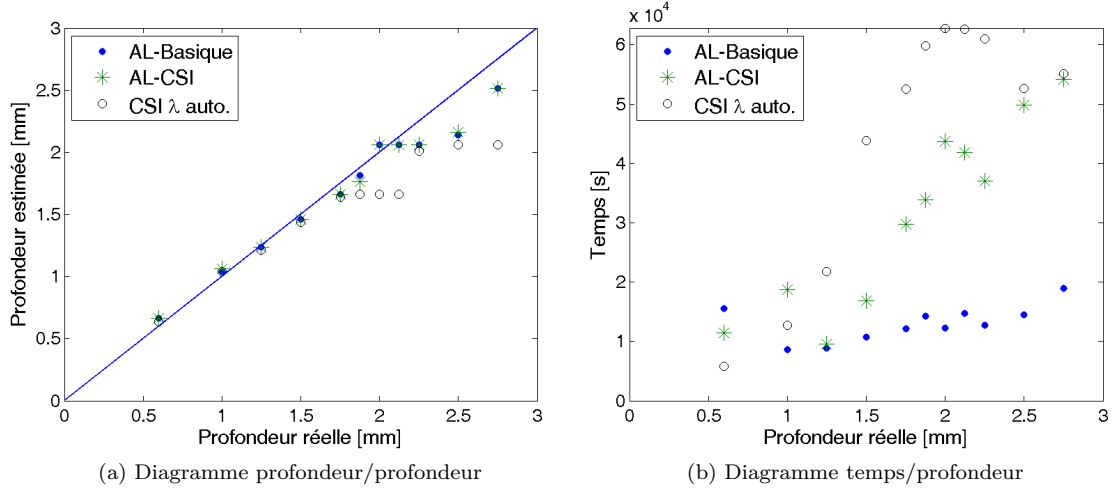 3
2.5
2
1.5
1
0.5
0
0
0.5
1
1.5
2
2.5
3
Profondeur estimée [mm]
Profondeur réelle [mm]
AL-Basique
AL-CSI
CSI λ auto.
(a) Diagramme profondeur/profondeur
x 10^4
6
5
4
3
2
1
0
0
0.5
1
1.5
2
2.5
3
Temps [s]
Profondeur réelle [mm]
AL-Basique
AL-CSI
CSI λ auto.
(b) Diagramme temps/profondeur